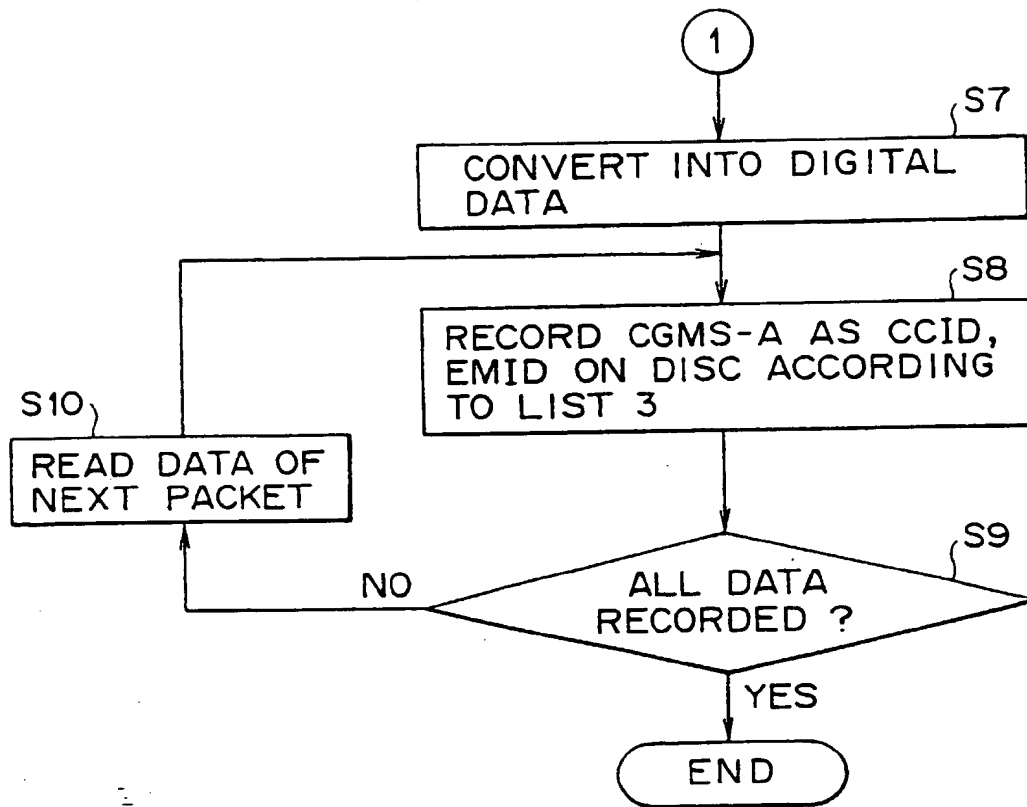 1
S7
CONVERT INTO DIGITAL
DATA
S8
RECORD CGMS-A AS CCID,
EMID ON DISC ACCORDING
TO LIST 3
S10
READ DATA OF
NEXT PACKET
S9
ALL DATA
RECORDED ?
NO
YES
END